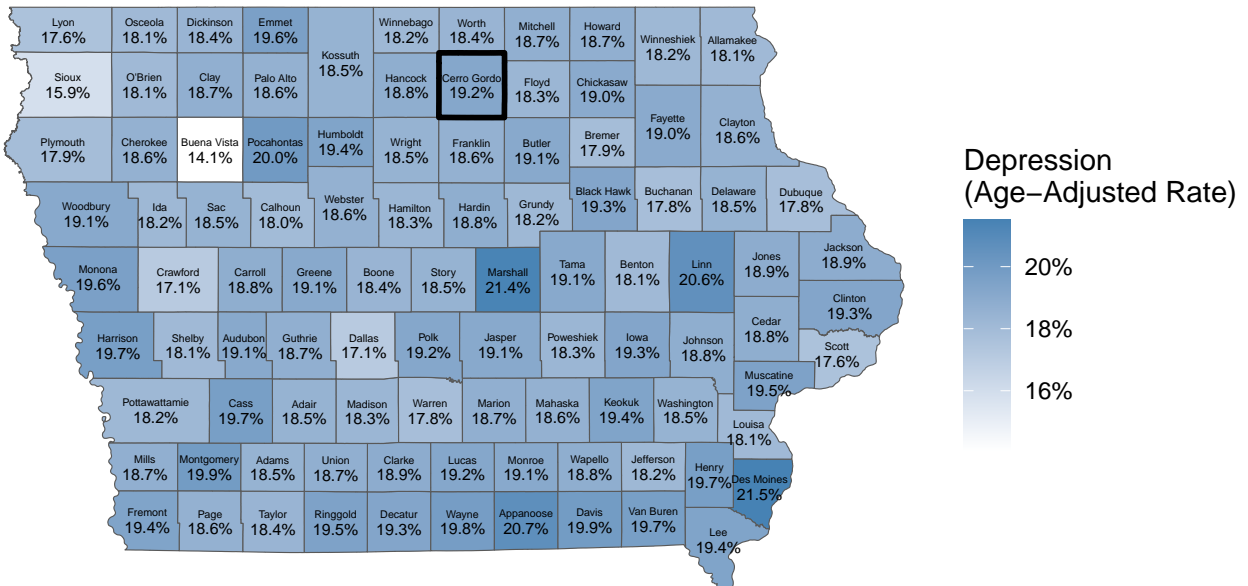 Lyon
17.6%
Osceola
18.1%
Dickinson
18.4%
Emmet
19.6%
Kossuth
18.5%
Winnebago
18.2%
Worth
18.4%
Mitchell
18.7%
Howard
18.7%
Winneshiek
18.2%
Allamakee
18.1%
Sioux
15.9%
O'Brien
18.1%
Clay
18.7%
Palo Alto
18.6%
Hancock
18.8%
Cerro Gordo
19.2%
Floyd
18.3%
Chickasaw
19.0%
Fayette
19.0%
Clayton
18.6%
Plymouth
17.9%
Cherokee
18.6%
Buena Vista
14.1%
Pocahontas
20.0%
Humboldt
19.4%
Wright
18.5%
Franklin
18.6%
Butler
19.1%
Bremer
17.9%
Woodbury
19.1%
Ida
18.2%
Sac
18.5%
Calhoun
18.0%
Webster
18.6%
Hamilton
18.3%
Hardin
18.8%
Grundy
18.2%
Black Hawk
19.3%
Buchanan
17.8%
Delaware
18.5%
Dubuque
17.8%
Monona
19.6%
Crawford
17.1%
Carroll
18.8%
Greene
19.1%
Boone
18.4%
Story
18.5%
Marshall
21.4%
Tama
19.1%
Benton
18.1%
Linn
20.6%
Jones
18.9%
Jackson
18.9%
Clinton
19.3%
Harrison
19.7%
Shelby
18.1%
Audubon
19.1%
Guthrie
18.7%
Dallas
17.1%
Polk
19.2%
Jasper
19.1%
Poweshiek
18.3%
Iowa
19.3%
Johnson
18.8%
Cedar
18.8%
Scott
17.6%
Muscatine
19.5%
Pottawattamie
18.2%
Cass
19.7%
Adair
18.5%
Madison
18.3%
Warren
17.8%
Marion
18.7%
Mahaska
18.6%
Keokuk
19.4%
Washington
18.5%
Louisa
18.1%
Mills
18.7%
Montgomery
19.9%
Adams
18.5%
Union
18.7%
Clarke
18.9%
Lucas
19.2%
Monroe
19.1%
Wapello
18.8%
Jefferson
18.2%
Henry
19.7%
Des Moines
21.5%
Fremont
19.4%
Page
18.6%
Taylor
18.4%
Ringgold
19.5%
Decatur
19.3%
Wayne
19.8%
Appanoose
20.7%
Davis
19.9%
Van Buren
19.7%
Lee
19.4%
Depression
(Age−Adjusted Rate)
20%
18%
16%